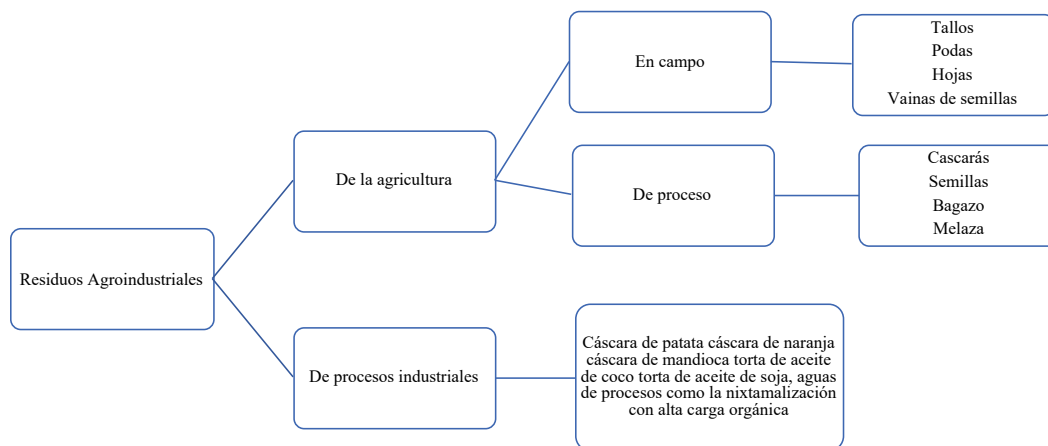 Residuos Agroindustriales
De la agricultura
En campo
Tallos
Podas
Hojas
Vainas de semillas
De proceso
Cascarás
Semillas
Bagazo
Melaza
De procesos industriales
Cáscara de patata cáscara de naranja
cáscara de mandioca torta de aceite
de coco torta de aceite de soja, aguas
de procesos como la nixtamalización
con alta carga orgánica